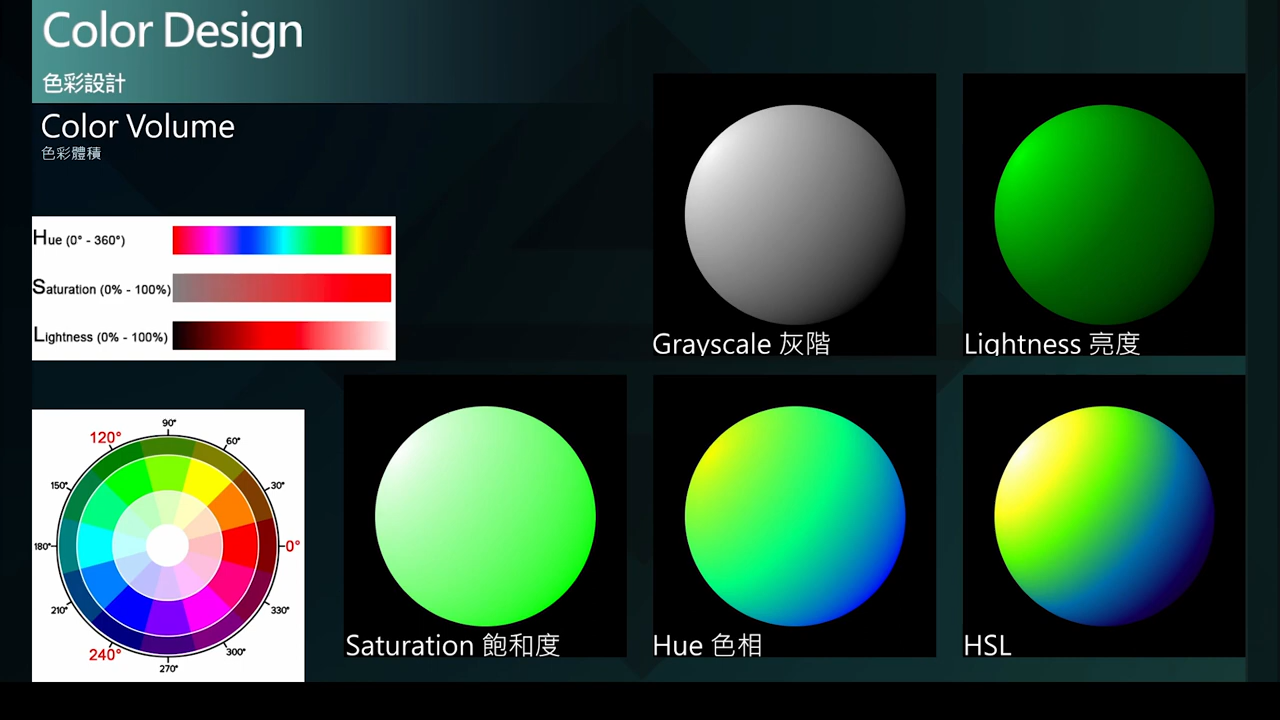 Color Design
色彩設計
Color Volume
色彩體積
Hue (0° - 360°)
Saturation (0% - 100%)
Lightness (0% - 100%)
Grayscale 灰階
Lightness 亮度
90°
120°
60°
150°
30°
180°
0°
210°
330°
240°
300°
270°
Saturation 飽和度
Hue 色相
HSL